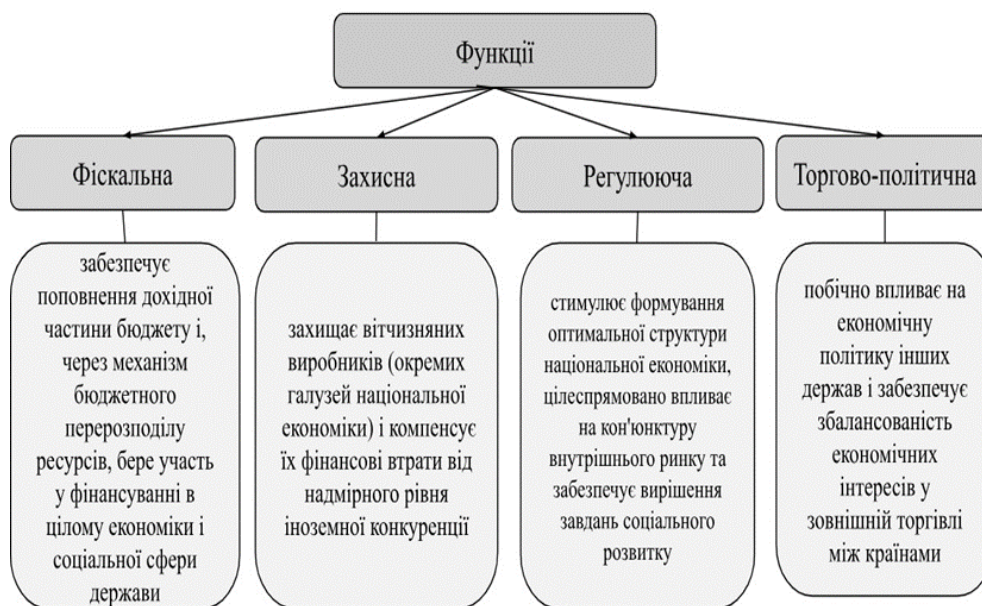 Функції
Фіскальна
Захисна
Регулююча
Торгово-політична
забезпечує
поповнення дохідної
частини бюджету і,
через механізм
бюджетного
перерозподілу
ресурсів, бере участь
у фінансуванні в
цілому економіки і
соціальної сфери
держави
захищає вітчизняних
виробників (окремих
галузей національної
економіки) і компенсує
їх фінансові втрати від
надмірного рівня
іноземної конкуренції
стимулює формування
оптимальної структури
національної економіки,
цілеспрямовано впливає
на кон'юнктуру
внутрішнього ринку та
забезпечує вирішення
завдань соціального
розвитку
побічно впливає на
економічну
політику інших
держав і забезпечує
збалансованість
економічних
інтересів у
зовнішній торгівлі
між країнами